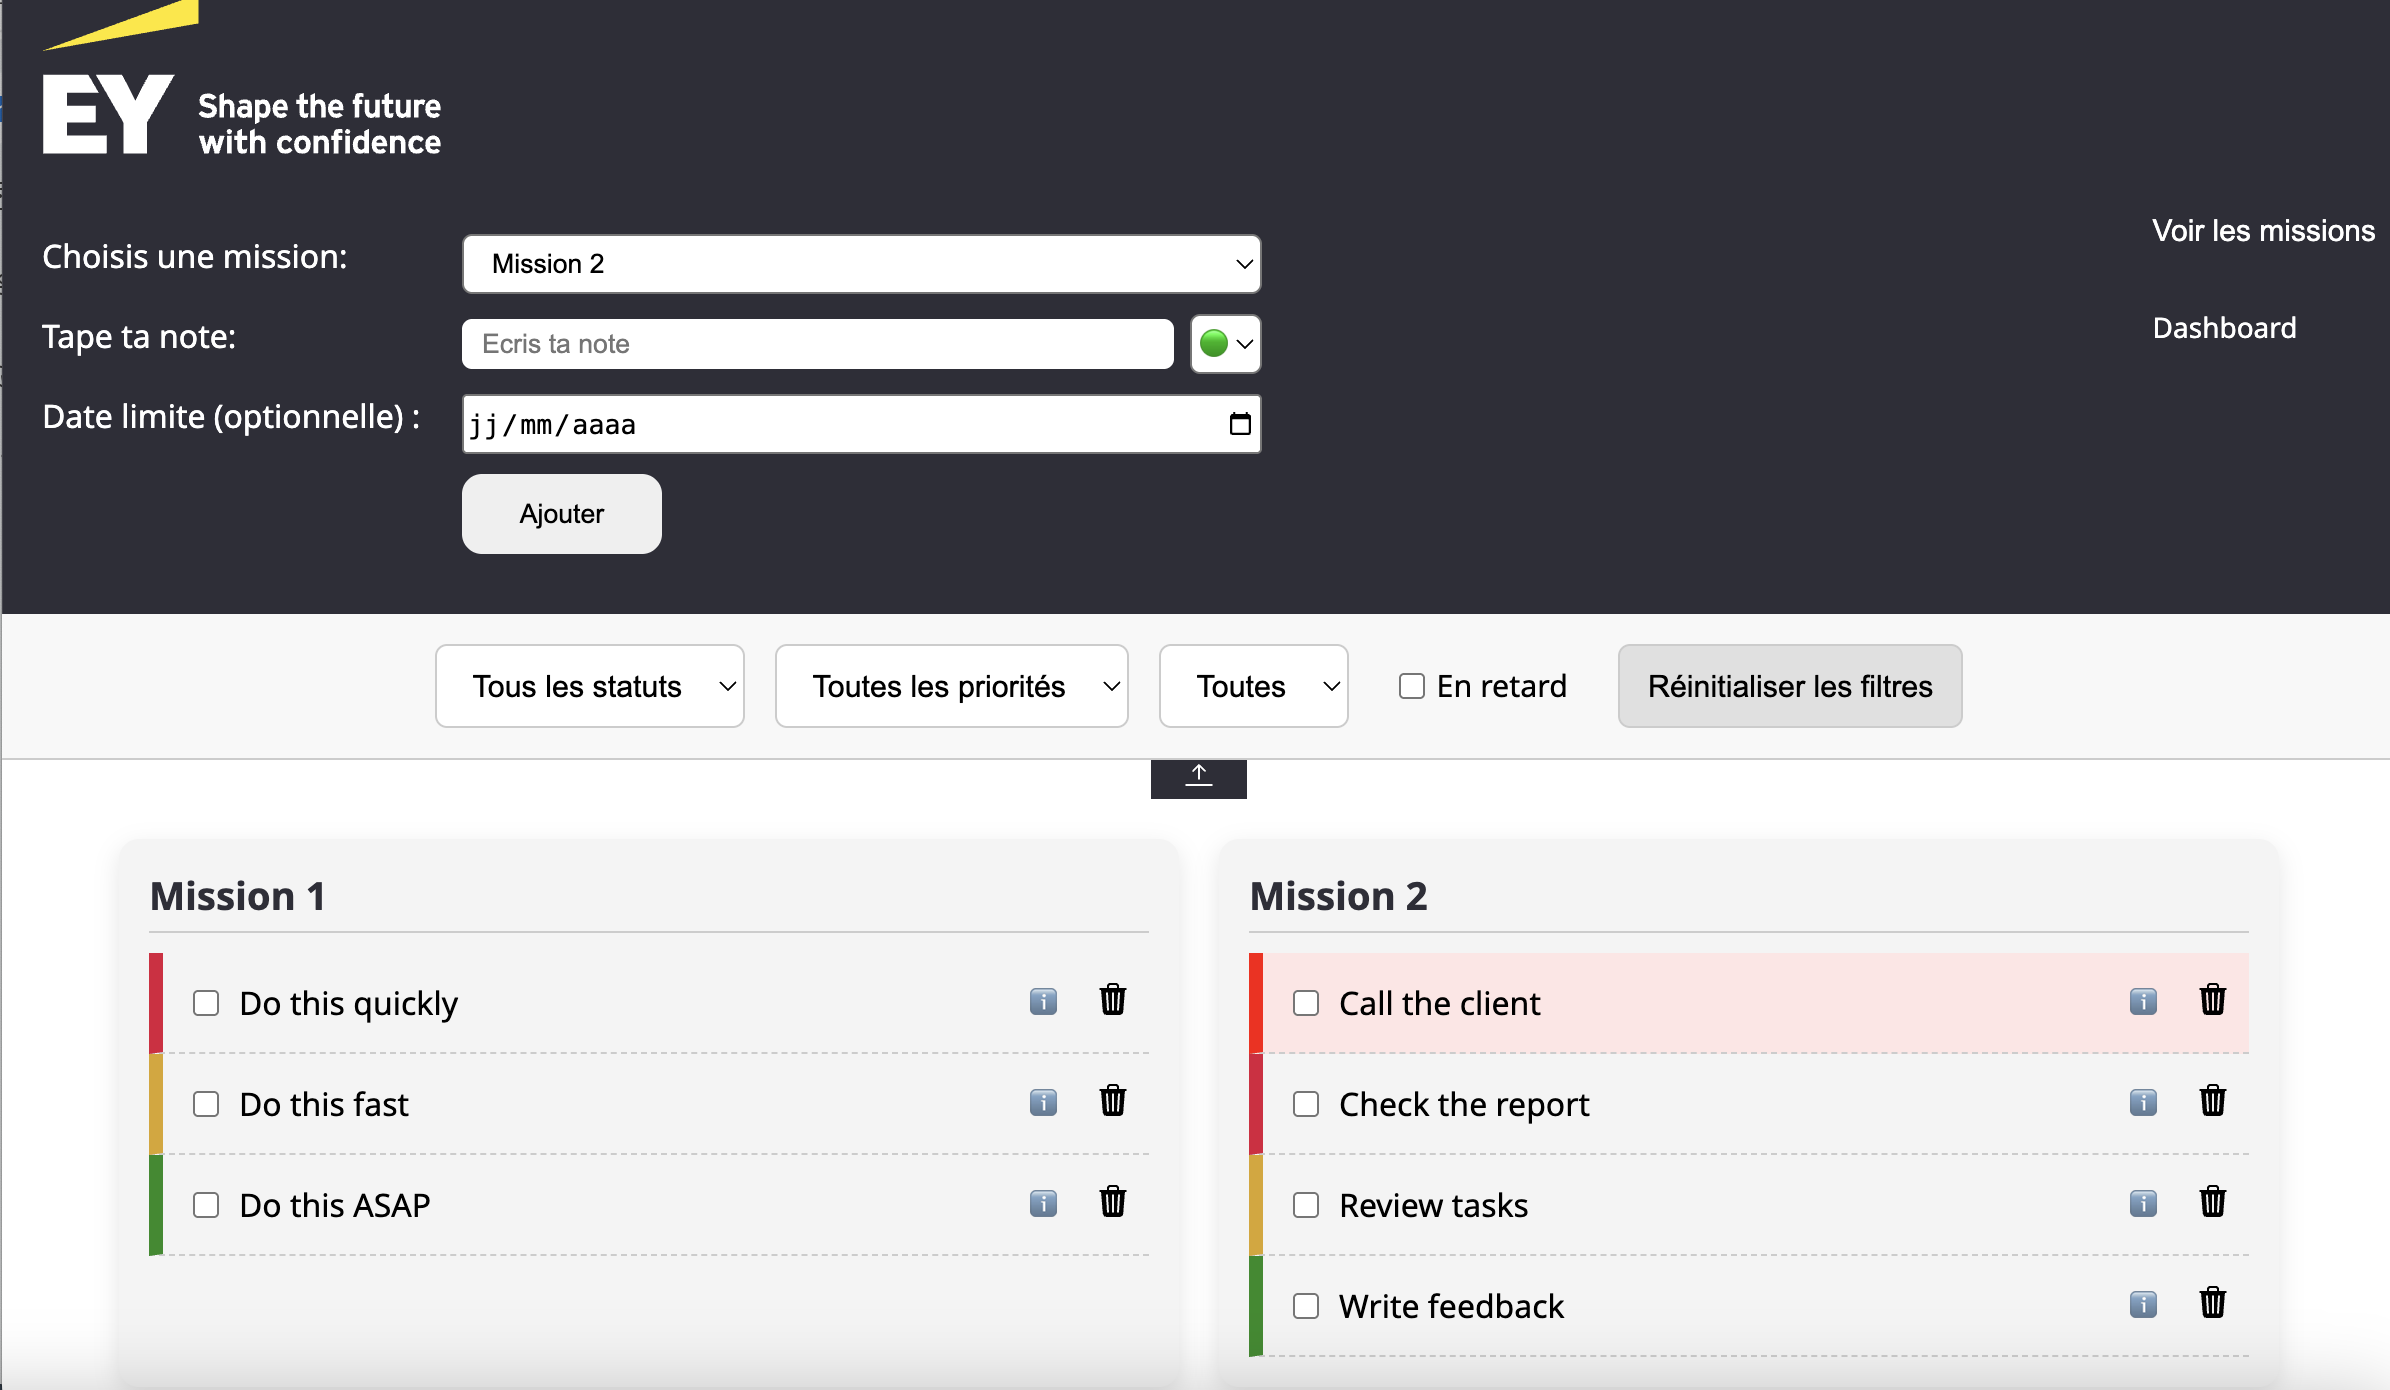 EY
Shape the future
with confidence
Choisis une mission:
Mission 2
Voir les missions
Tape ta note:
Ecris ta note
Dashboard
Date limite (optionnelle) :
jj/mm/aaaa
Ajouter
Tous les statuts
Toutes les priorités
Toutes
En retard
Réinitialiser les filtres
Mission 1
Do this quickly
Do this fast
Do this ASAP
Mission 2
Call the client
Check the report
Review tasks
Write feedback